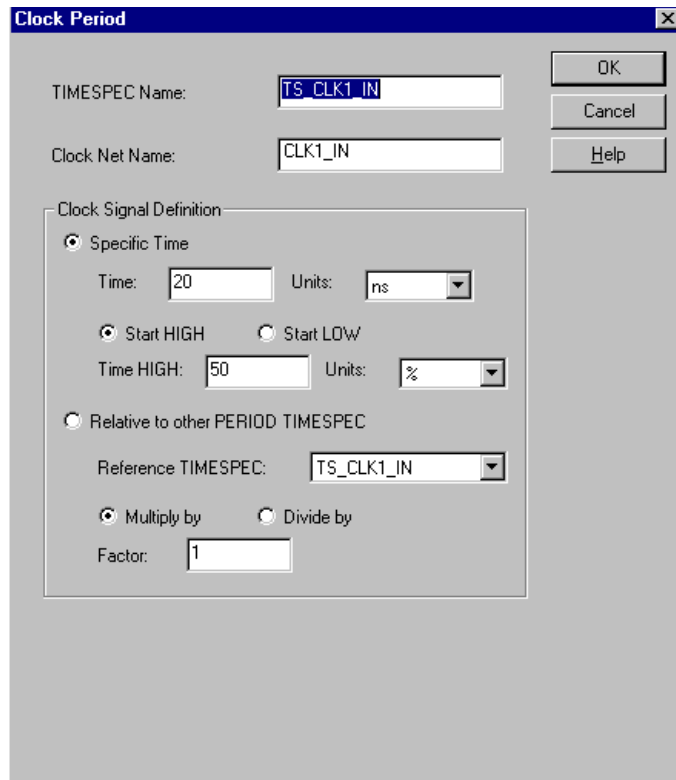 Clock Period
OK
TIMESPEC Name: TS_CLK1_IN
Cancel
Clock Net Name: CLK1_IN
Help
Clock Signal Definition
Specific Time
Time: 20 Units: ns
Start HIGH Start LOW
Time HIGH: 50 Units: %
Relative to other PERIOD TIMESPEC
Reference TIMESPEC: TS_CLK1_IN
Multiply by Divide by
Factor: 1